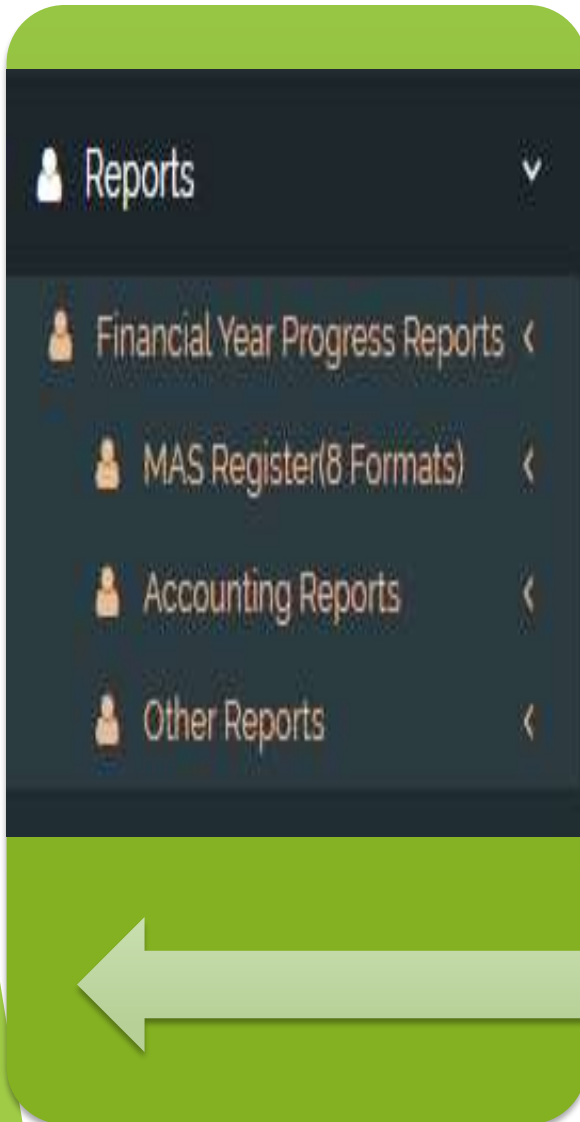 Reports
Financial Year Progress Reports
MAS Register(8 Formats)
Accounting Reports
Other Reports